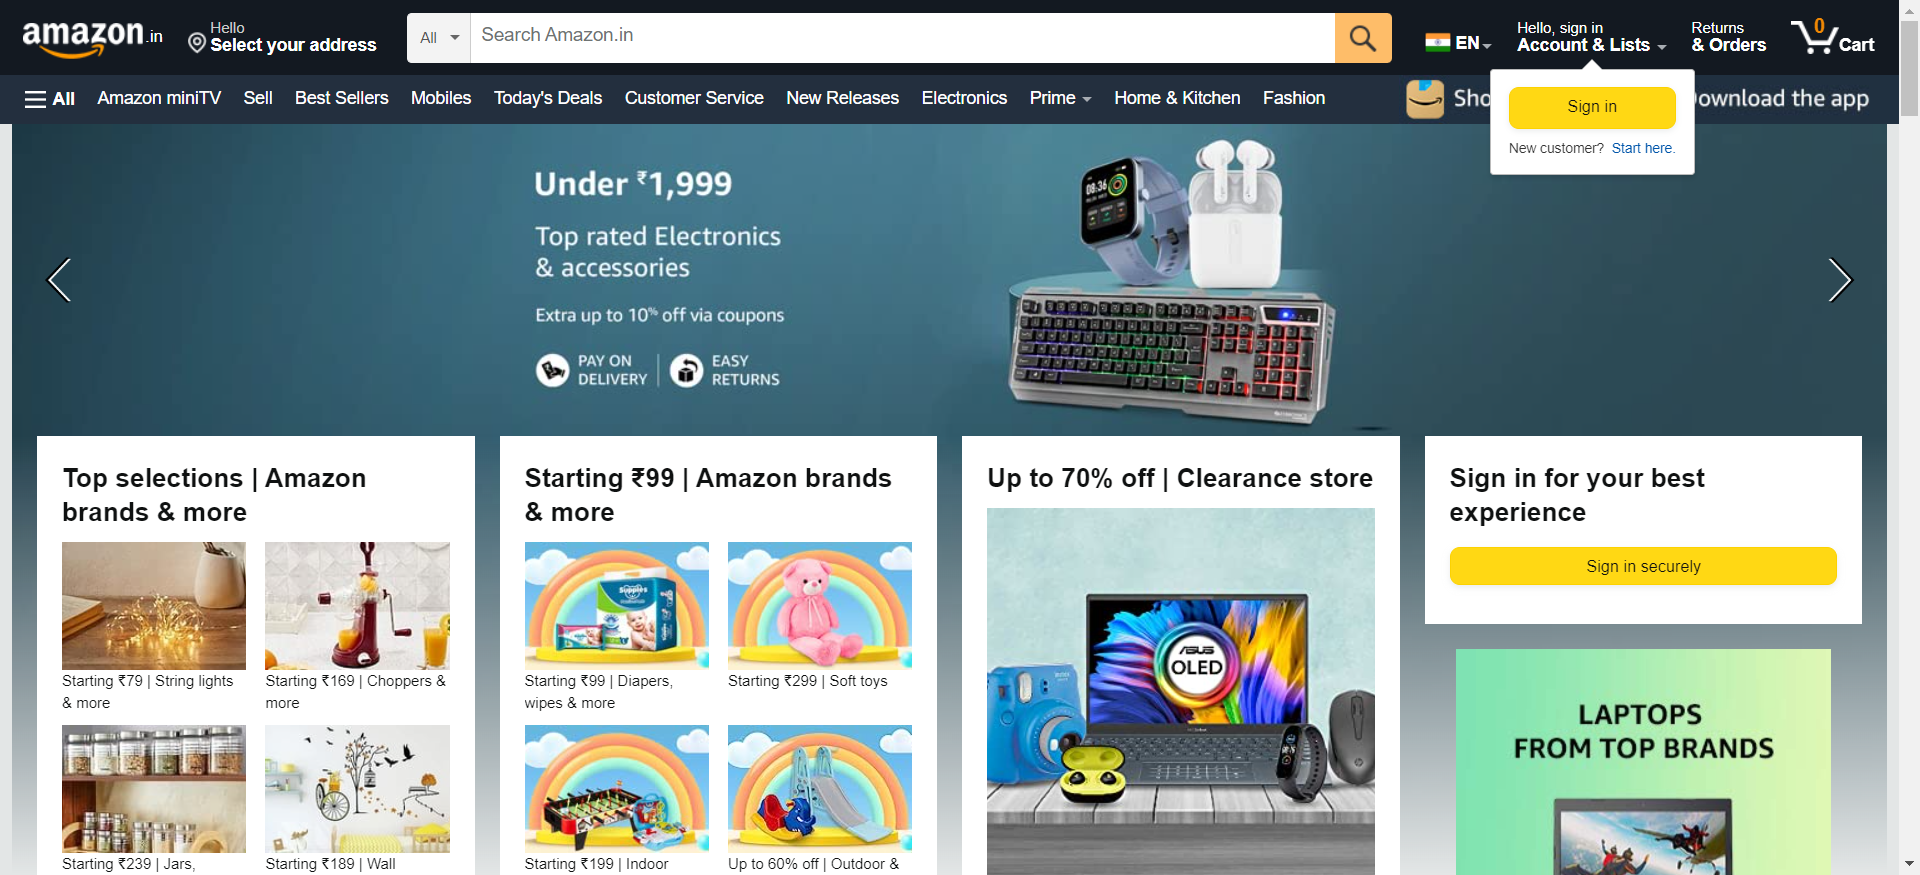 amazon.in
Hello
Select your address
All
Search Amazon.in
EN
Hello, sign in
Account & Lists
Returns
& Orders
0
Cart
All
Amazon miniTV
Sell
Best Sellers
Mobiles
Today's Deals
Customer Service
New Releases
Electronics
Prime
Home & Kitchen
Fashion
Sho
ownload the app
Sign in
New customer? Start here.
Under ₹1,999
Top rated Electronics
& accessories
Extra up to 10% off via coupons
PAY ON
DELIVERY
EASY
RETURNS
08:36
Top selections | Amazon
brands & more
Starting ₹79 | String lights
& more
Starting ₹169 | Choppers &
more
Starting ₹239 | Jars,
Starting ₹189 | Wall
Starting ₹99 | Amazon brands
& more
Supples
Starting ₹99 | Diapers,
wipes & more
Starting ₹299 | Soft toys
Starting ₹199 | Indoor
Up to 60% off | Outdoor &
Up to 70% off | Clearance store
ASUS
OLED
hp
Sign in for your best
experience
Sign in securely
LAPTOPS
FROM TOP BRANDS